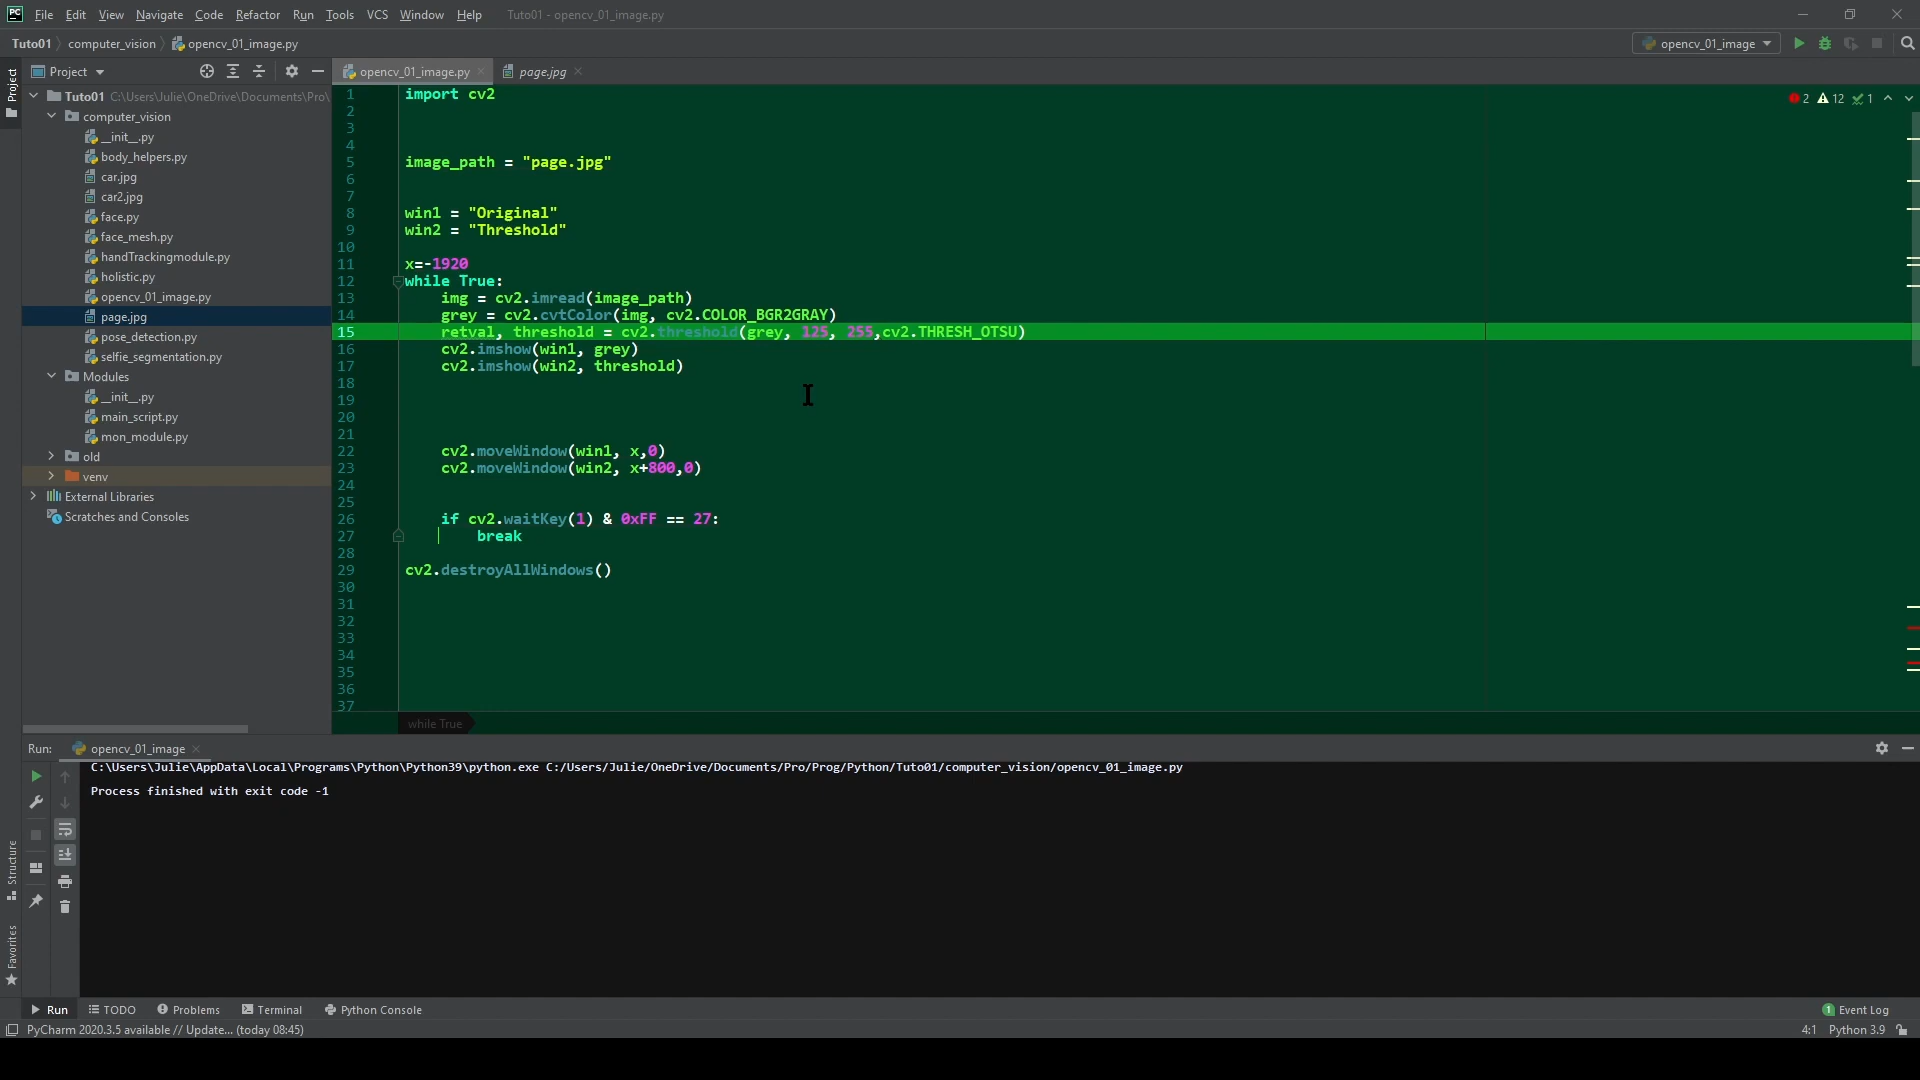 PC File Edit View Navigate Code Refactor Run Tools VCS Window Help Tuto01 - opencv_01_image.py
Tuto01 computer_vision opencv_01_image.py opencv_01_image
Project opencv_01_image.py page.jpg
Project
Tuto01 C:\Users\Julie\OneDrive\Documents\Pro\
computer_vision
__init__.py
body_helpers.py
car.jpg
car2.jpg
face.py
face_mesh.py
handTrackingmodule.py
holistic.py
opencv_01_image.py
page.jpg
pose_detection.py
selfie_segmentation.py
Modules
__init__.py
main_script.py
mon_module.py
old
venv
External Libraries
Scratches and Consoles
2 12 1
1 import cv2
2
3
4
5 image_path = "page.jpg"
6
7
8 win1 = "Original"
9 win2 = "Threshold"
10
11 x=-1920
12 while True:
13 img = cv2.imread(image_path)
14 grey = cv2.cvtColor(img, cv2.COLOR_BGR2GRAY)
15 retval, threshold = cv2.threshold(grey, 125, 255,cv2.THRESH_OTSU)
16 cv2.imshow(win1, grey)
17 cv2.imshow(win2, threshold)
18
19
20
21
22 cv2.moveWindow(win1, x,0)
23 cv2.moveWindow(win2, x+800,0)
24
25
26 if cv2.waitKey(1) & 0xFF == 27:
27 break
28
29 cv2.destroyAllWindows()
30
31
32
33
34
35
36
37
while True
Run: opencv_01_image
C:\Users\Julie\AppData\Local\Programs\Python\Python39\python.exe C:/Users/Julie/OneDrive/Documents/Pro/Prog/Python/Tuto01/computer_vision/opencv_01_image.py
Process finished with exit code -1
Structure
Favorites
Run TODO Problems Terminal Python Console 1 Event Log
PyCharm 2020.3.5 available // Update... (today 08:45) 4:1 Python 3.9